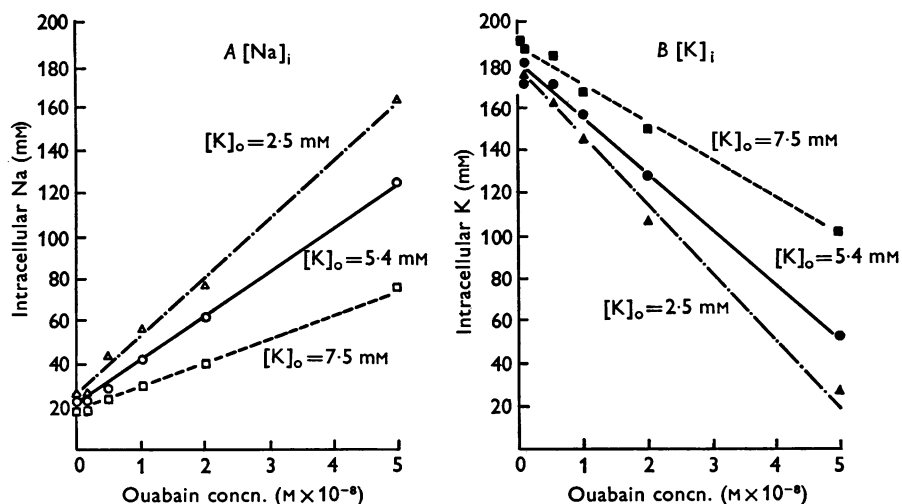 A [Na]i
200
180
160
140
120
100
80
60
40
20
Intracellular Na (mM)
[K]o=2·5 mM
[K]o=5·4 mM
[K]o=7·5 mM
0 1 2 3 4 5
Ouabain concn. (M×10⁻⁸)
B [K]i
200
180
160
140
120
100
80
60
40
20
Intracellular K (mM)
[K]o=7·5 mM
[K]o=5·4 mM
[K]o=2·5 mM
0 1 2 3 4 5
Ouabain concn. (M×10⁻⁸)